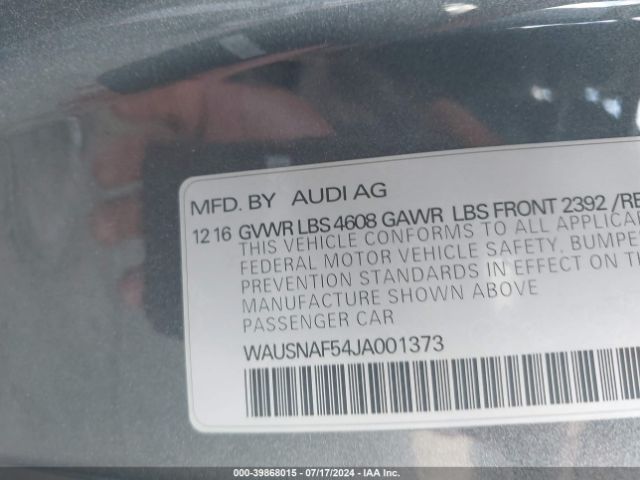 MFD. BY AUDI AG
12 16 GVWR LBS 4608 GAWR LBS FRONT 2392 /RE
THIS VEHICLE CONFORMS TO ALL APPLICA
FEDERAL MOTOR VEHICLE SAFETY, BUMPE
PREVENTION STANDARDS IN EFFECT ON TH
MANUFACTURE SHOWN ABOVE
PASSENGER CAR
WAUSNAF54JA001373
000-39868015 / 07/17/2024 - IAA Inc.